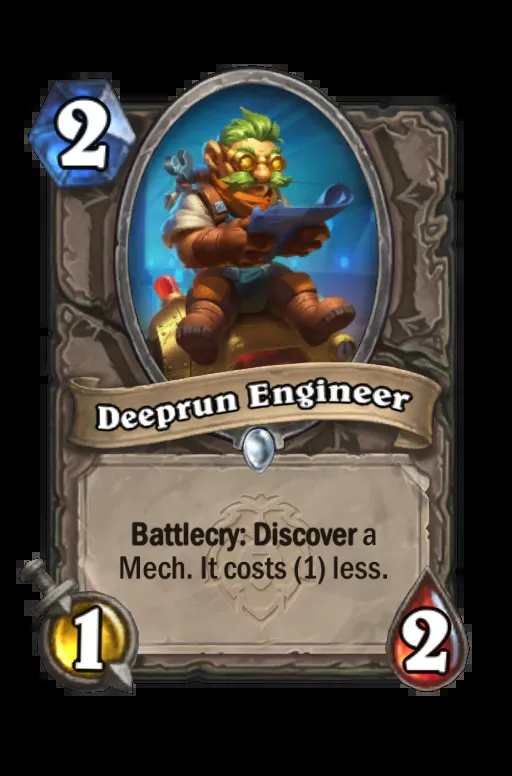 2
Deeprun Engineer
Battlecry: Discover a
Mech. It costs (1) less.
1
2